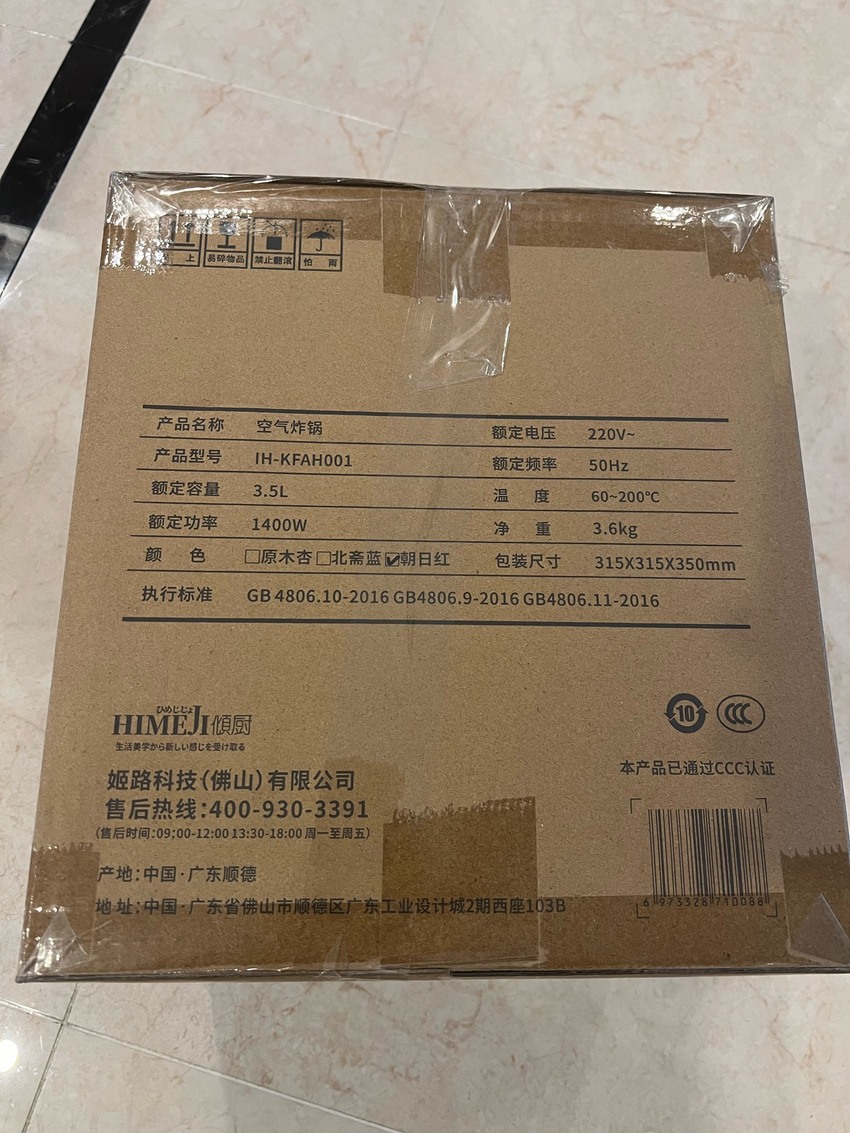 上
易碎物品
禁止翻滚
怕 雨
产品名称 空气炸锅 额定电压 220V~
产品型号 IH-KFAH001 额定频率 50Hz
额定容量 3.5L 温 度 60~200℃
额定功率 1400W 净 重 3.6kg
颜 色 □原木杏 □北斋蓝 ☑朝日红 包装尺寸 315X315X350mm
执行标准 GB 4806.10-2016 GB4806.9-2016 GB4806.11-2016
ひめじじょ
HIMEJI傾厨
生活美学から新しい感じを受け取る
10
CCC
姬路科技(佛山)有限公司
本产品已通过CCC认证
售后热线:400-930-3391
(售后时间:09;00-12:00 13:30-18:00 周一至周五)
产地:中国·广东顺德
地址:中国·广东省佛山市顺德区广东工业设计城2期西座103B
6 973328 710088